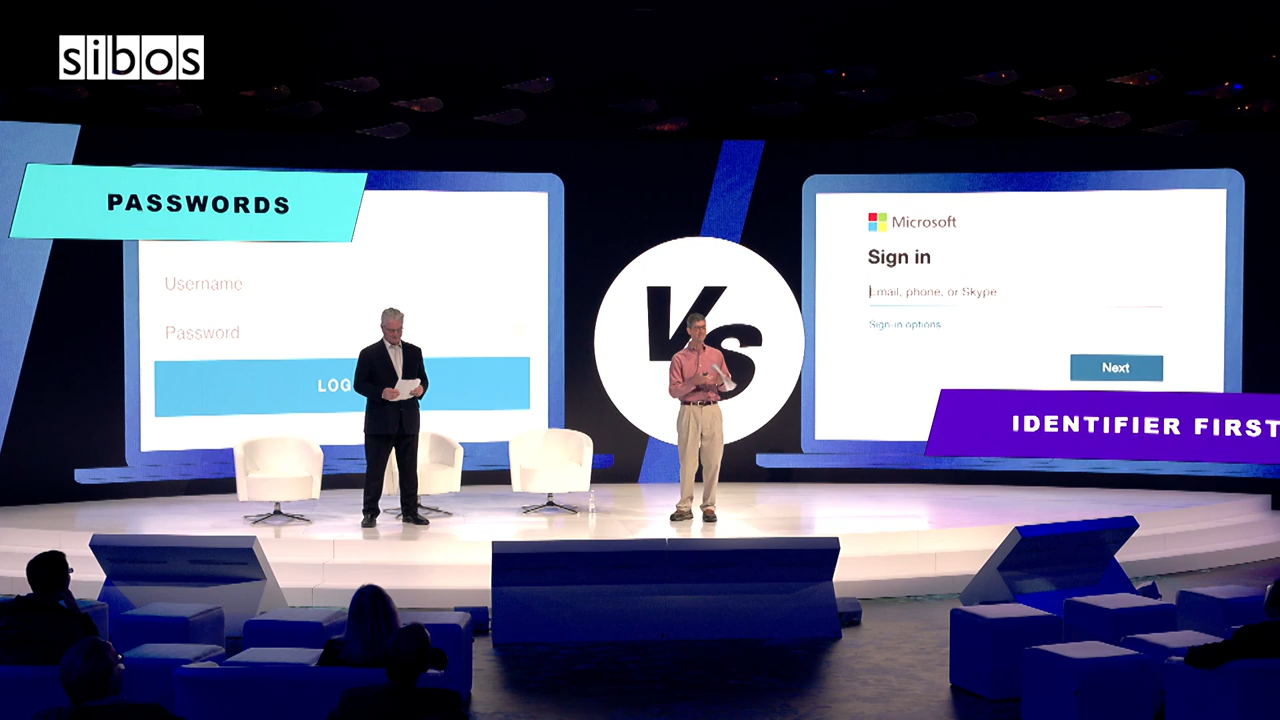 sibos
PASSWORDS
Username
Password
LOG
VS
Microsoft
Sign in
Email, phone, or Skype
Sign-in options
Next
IDENTIFIER FIRST